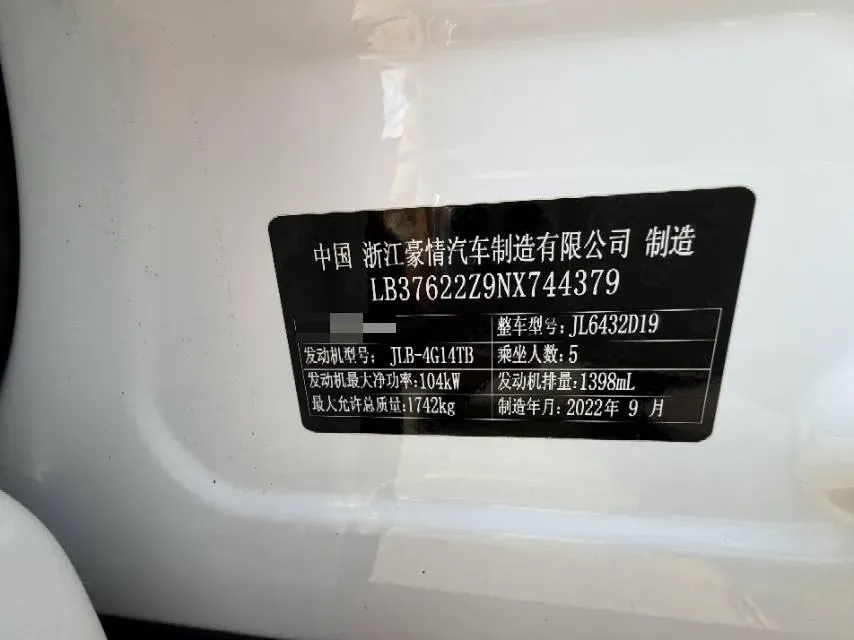 中国 浙江豪情汽车制造有限公司 制造
LB37622Z9NX744379
整车型号:JL6432D19
发动机型号: JLB-4G14TB 乘坐人数:5
发动机最大净功率:104kW 发动机排量:1398mL
最大允许总质量:1742kg 制造年月:2022年 9 月